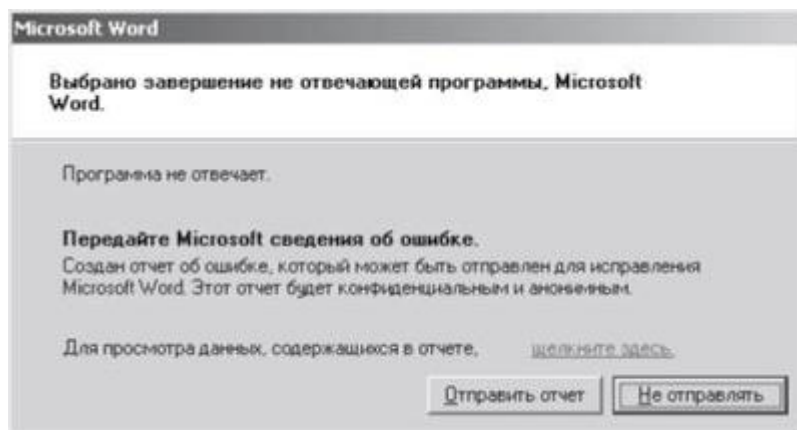 Microsoft Word
Выбрано завершение не отвечающей программы, Microsoft
Word.
Программа не отвечает.
Передайте Microsoft сведения об ошибке.
Создан отчет об ошибке, который может быть отправлен для исправления
Microsoft Word. Этот отчет будет конфиденциальным и анонимным.
Для просмотра данных, содержащихся в отчете, щелкните здесь.
Отправить отчет Не отправлять